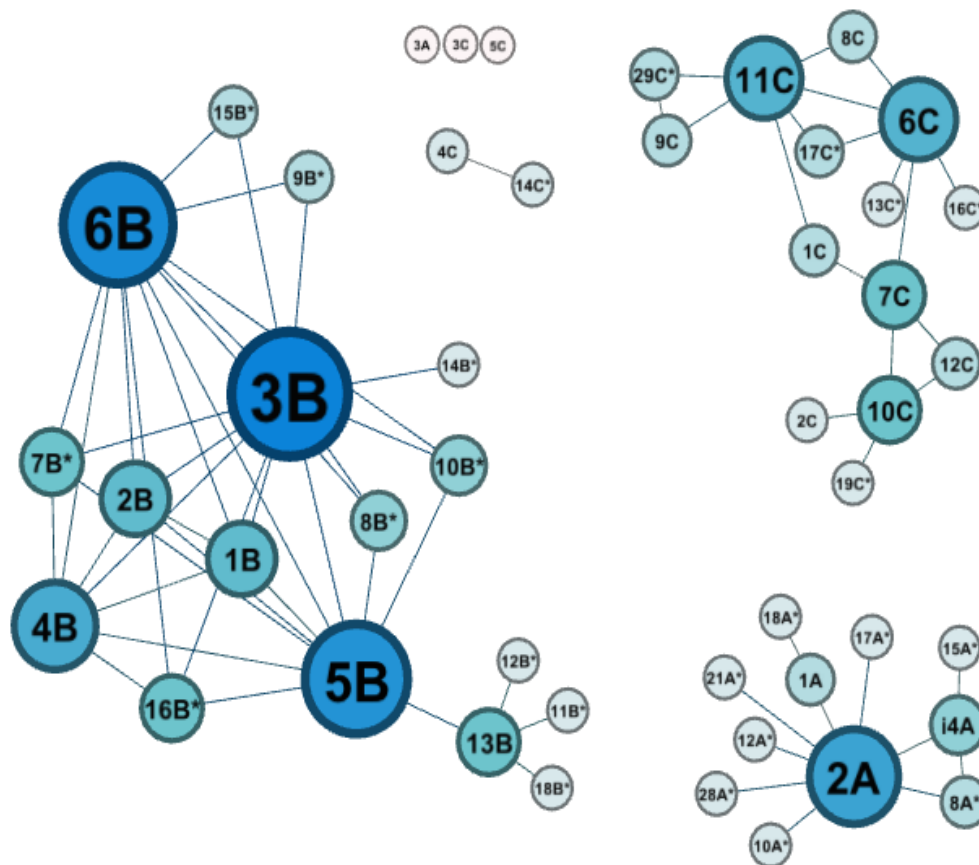 3A
3C
5C
15B*
6B
9B*
4C
14C*
3B
14B*
7B*
2B
10B*
8B*
1B
4B
5B
16B*
12B*
11B*
13B
18B*
8C
29C*
11C
6C
9C
17C*
13C*
16C*
1C
7C
12C
2C
10C
19C*
18A*
17A*
15A*
21A*
1A
i4A
12A*
2A
28A*
8A*
10A*